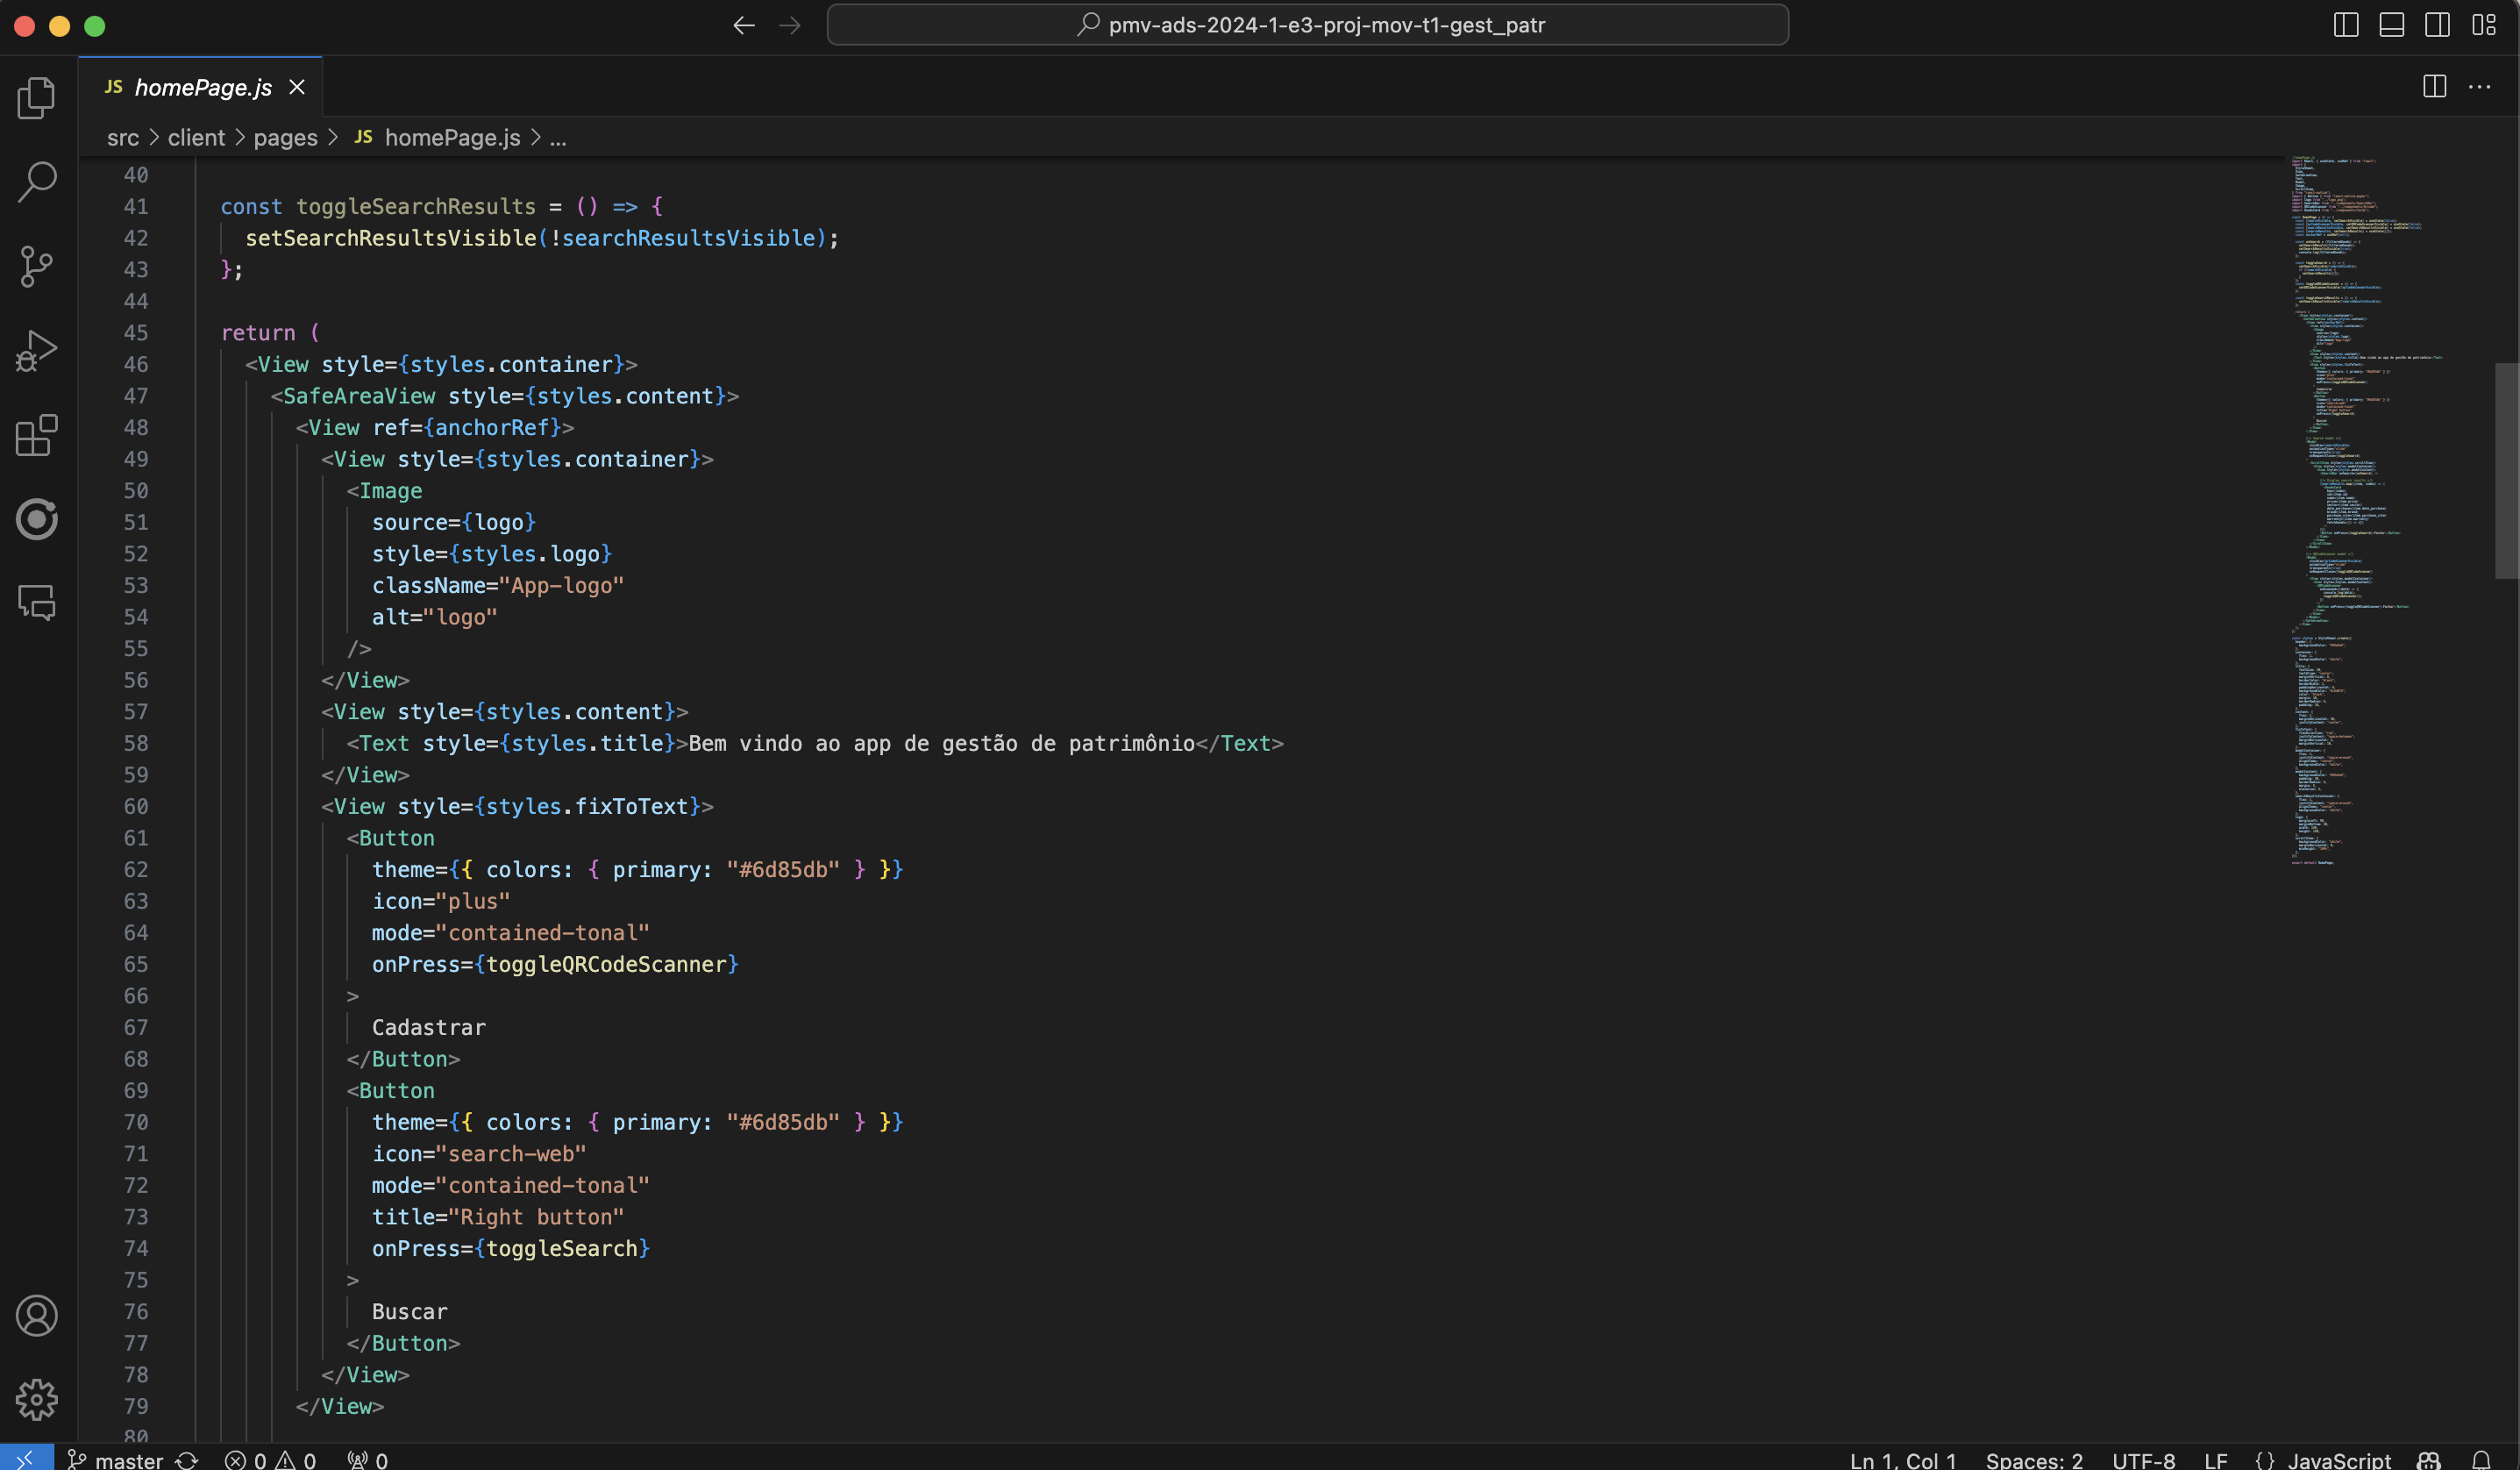 pmv-ads-2024-1-e3-proj-mov-t1-gest_patr
JS homePage.js
src > client > pages > JS homePage.js > ...
40
41 const toggleSearchResults = () => {
42 setSearchResultsVisible(!searchResultsVisible);
43 };
44
45 return (
46 <View style={styles.container}>
47 <SafeAreaView style={styles.content}>
48 <View ref={anchorRef}>
49 <View style={styles.container}>
50 <Image
51 source={logo}
52 style={styles.logo}
53 className="App-logo"
54 alt="logo"
55 />
56 </View>
57 <View style={styles.content}>
58 <Text style={styles.title}>Bem vindo ao app de gestão de patrimônio</Text>
59 </View>
60 <View style={styles.fixToText}>
61 <Button
62 theme={{ colors: { primary: "#6d85db" } }}
63 icon="plus"
64 mode="contained-tonal"
65 onPress={toggleQRCodeScanner}
66 >
67 Cadastrar
68 </Button>
69 <Button
70 theme={{ colors: { primary: "#6d85db" } }}
71 icon="search-web"
72 mode="contained-tonal"
73 title="Right button"
74 onPress={toggleSearch}
75 >
76 Buscar
77 </Button>
78 </View>
79 </View>
80
master 0 0 0 Ln 1, Col 1 Spaces: 2 UTF-8 LF {} JavaScript